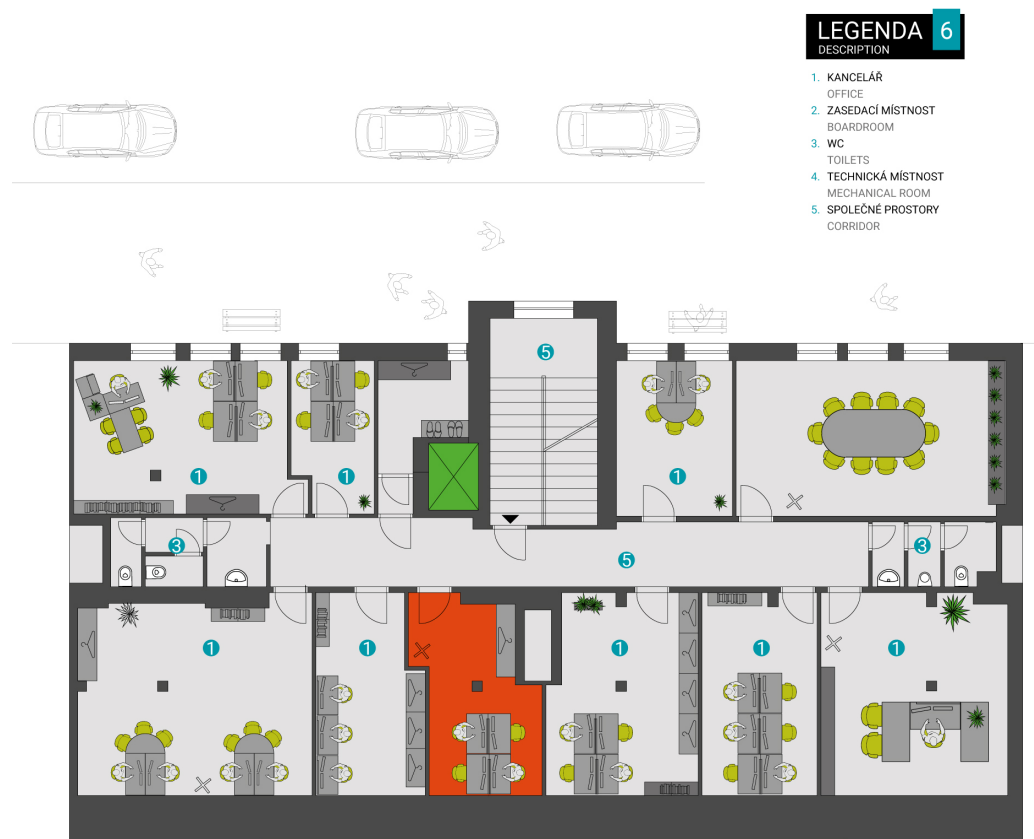 LEGENDA 6
DESCRIPTION
1. KANCELÁŘ
OFFICE
2. ZASEDACÍ MÍSTNOST
BOARDROOM
3. WC
TOILETS
4. TECHNICKÁ MÍSTNOST
MECHANICAL ROOM
5. SPOLEČNÉ PROSTORY
CORRIDOR
5
1
1
1
3
5
3
1
1
1
1
1